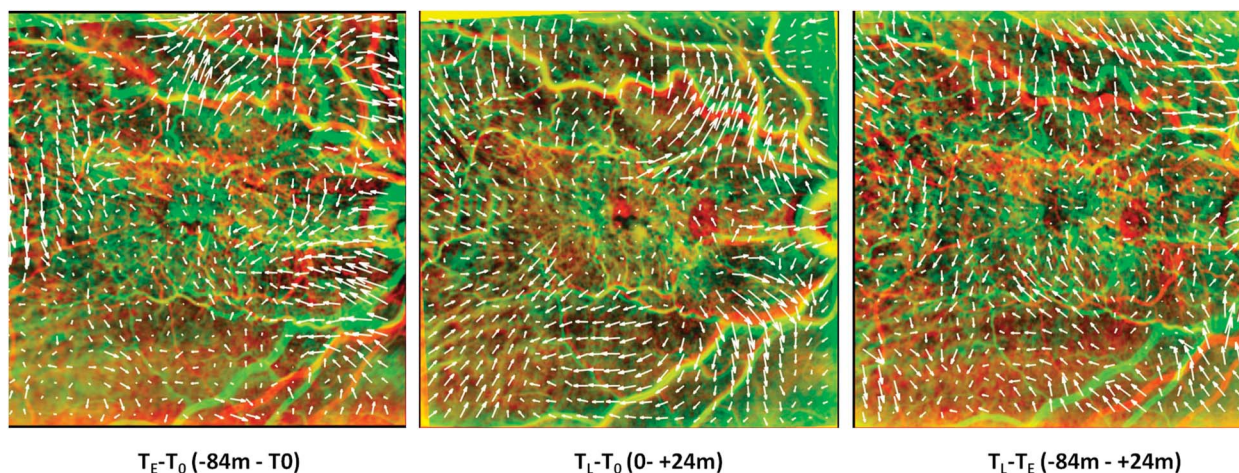 T_E-T_0 (-84m - T0)
T_L-T_0 (0- +24m)
T_L-T_E (-84m - +24m)